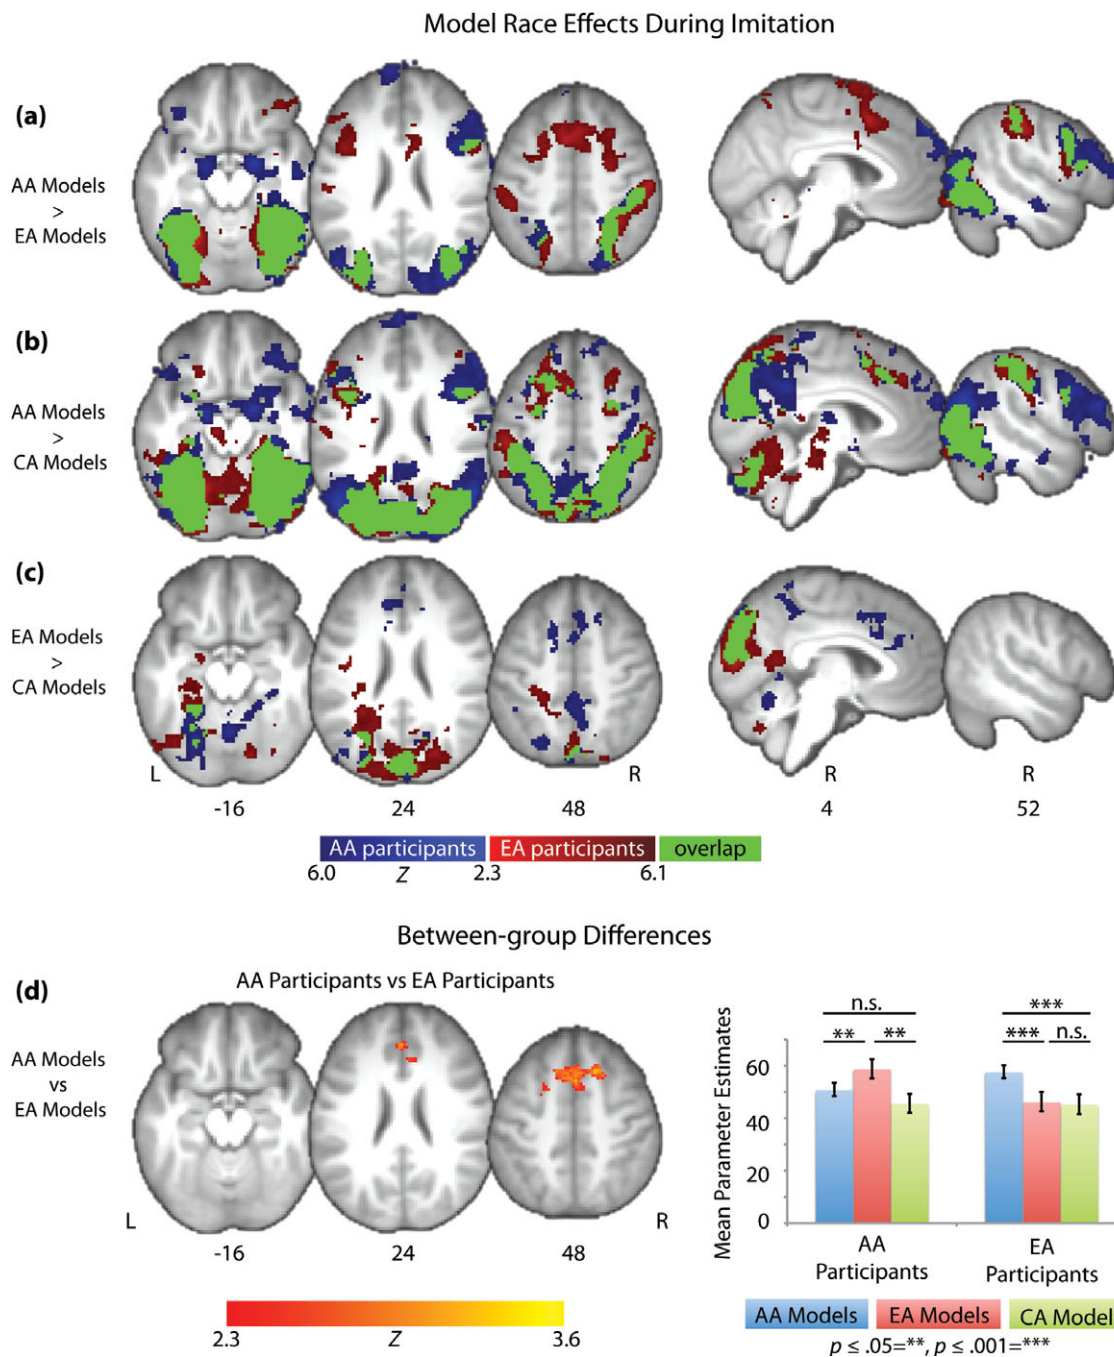 Model Race Effects During Imitation
(a)
AA Models
>
EA Models
(b)
AA Models
>
CA Models
(c)
EA Models
>
CA Models
L R R R
-16 24 48 4 52
AA participants EA participants overlap
6.0 Z 2.3 6.1
Between-group Differences
AA Participants vs EA Participants
(d)
AA Models
vs
EA Models
L R
-16 24 48
2.3 Z 3.6
n.s. ***
** ** *** n.s.
Mean Parameter Estimates
60
40
20
0
AA
Participants
EA
Participants
AA Models EA Models CA Model
p ≤ .05=**, p ≤ .001=***